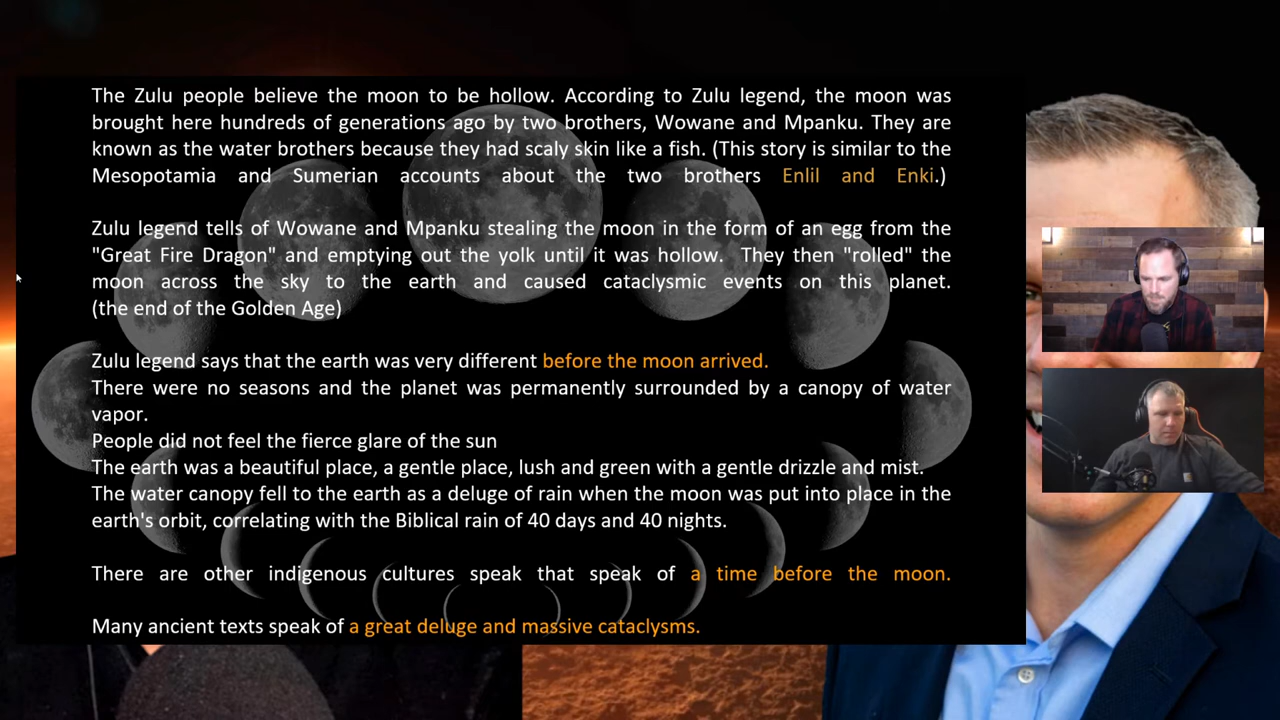 The Zulu people believe the moon to be hollow. According to Zulu legend, the moon was
brought here hundreds of generations ago by two brothers, Wowane and Mpanku. They are
known as the water brothers because they had scaly skin like a fish. (This story is similar to the
Mesopotamia and Sumerian accounts about the two brothers Enlil and Enki.)
Zulu legend tells of Wowane and Mpanku stealing the moon in the form of an egg from the
"Great Fire Dragon" and emptying out the yolk until it was hollow. They then "rolled" the
moon across the sky to the earth and caused cataclysmic events on this planet.
(the end of the Golden Age)
Zulu legend says that the earth was very different before the moon arrived.
There were no seasons and the planet was permanently surrounded by a canopy of water
vapor.
People did not feel the fierce glare of the sun
The earth was a beautiful place, a gentle place, lush and green with a gentle drizzle and mist.
The water canopy fell to the earth as a deluge of rain when the moon was put into place in the
earth's orbit, correlating with the Biblical rain of 40 days and 40 nights.
There are other indigenous cultures speak that speak of a time before the moon.
Many ancient texts speak of a great deluge and massive cataclysms.